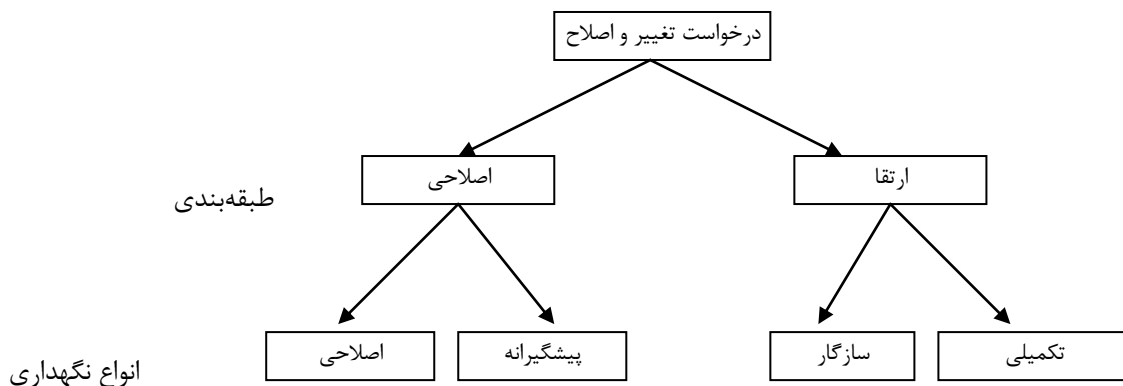 درخواست تغییر و اصلاح
ارتقا
اصلاحی
طبقه‌بندی
تکمیلی
سازگار
پیشگیرانه
اصلاحی
انواع نگهداری